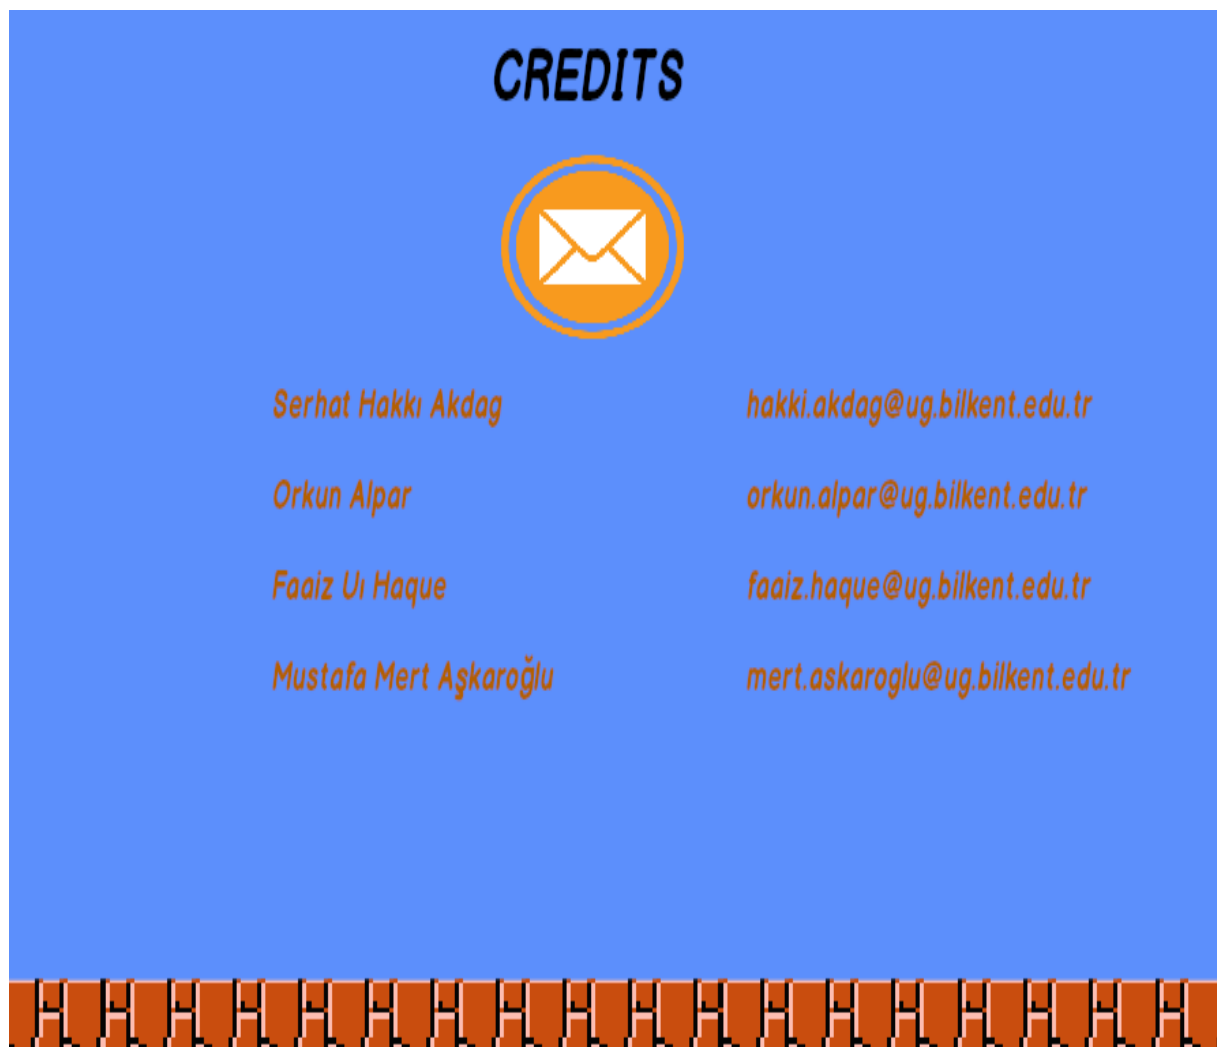 CREDITS
Serhat Hakkı Akdag hakki.akdag@ug.bilkent.edu.tr
Orkun Alpar orkun.alpar@ug.bilkent.edu.tr
Faaiz Uı Haque faaiz.haque@ug.bilkent.edu.tr
Mustafa Mert Aşkaroğlu mert.askaroglu@ug.bilkent.edu.tr